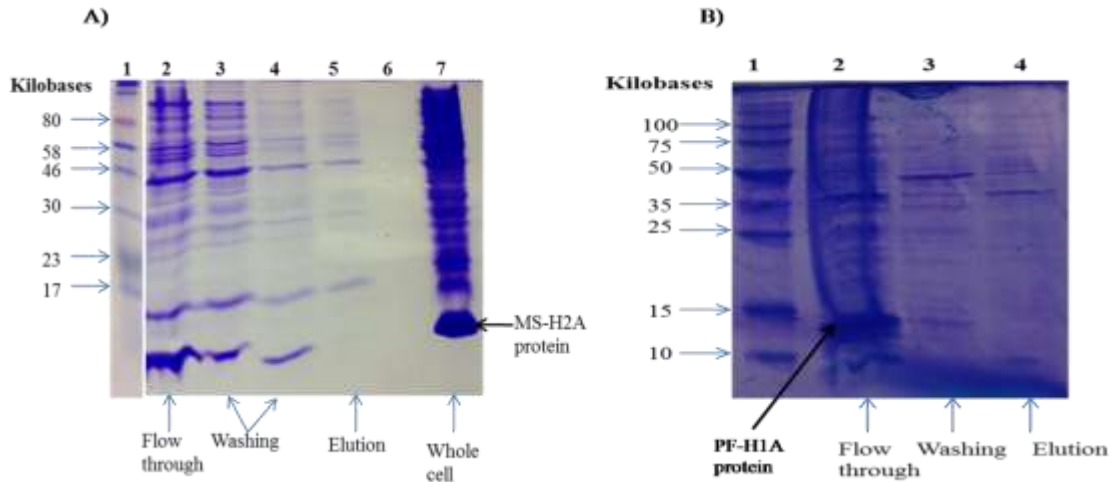 A)
1 2 3 4 5 6 7
Kilobases
80
58
46
30
23
17
MS-H2A
protein
Flow
through
Washing
Elution
Whole
cell
B)
1 2 3 4
Kilobases
100
75
50
35
25
15
10
PF-H1A
protein
Flow
through
Washing
Elution